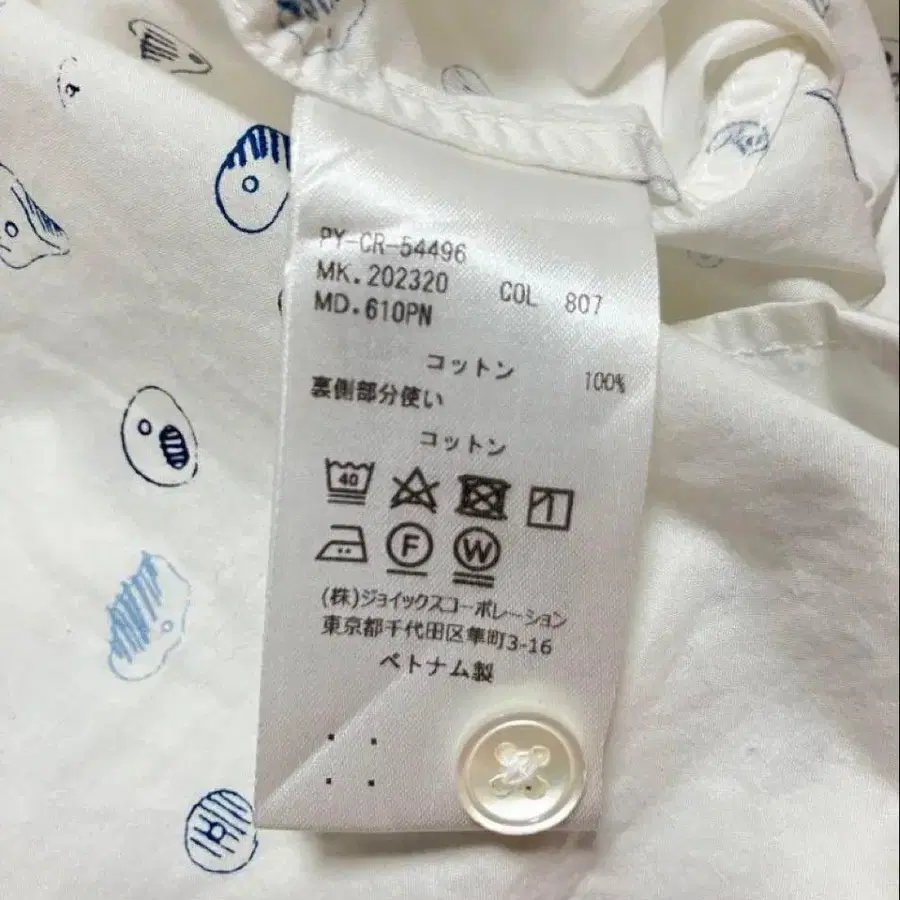 PY-CR-54496
MK.202320 COL 807
MD.610PN
コットン 100%
裏側部分使い
コットン
40
F W
(株)ジョイックスコーポレーション
東京都千代田区隼町3-16
ベトナム製